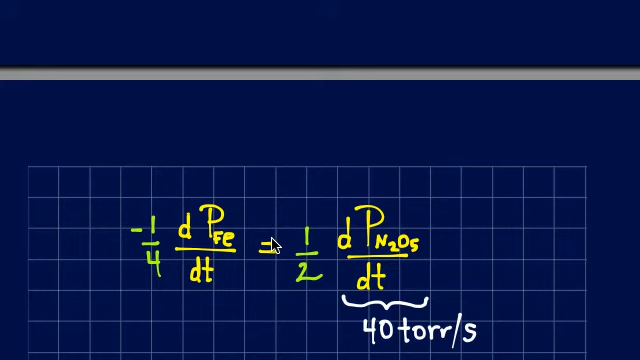 -1/4 dP_Fe/dt = 1/2 dP_N2O5/dt
40 torr/s